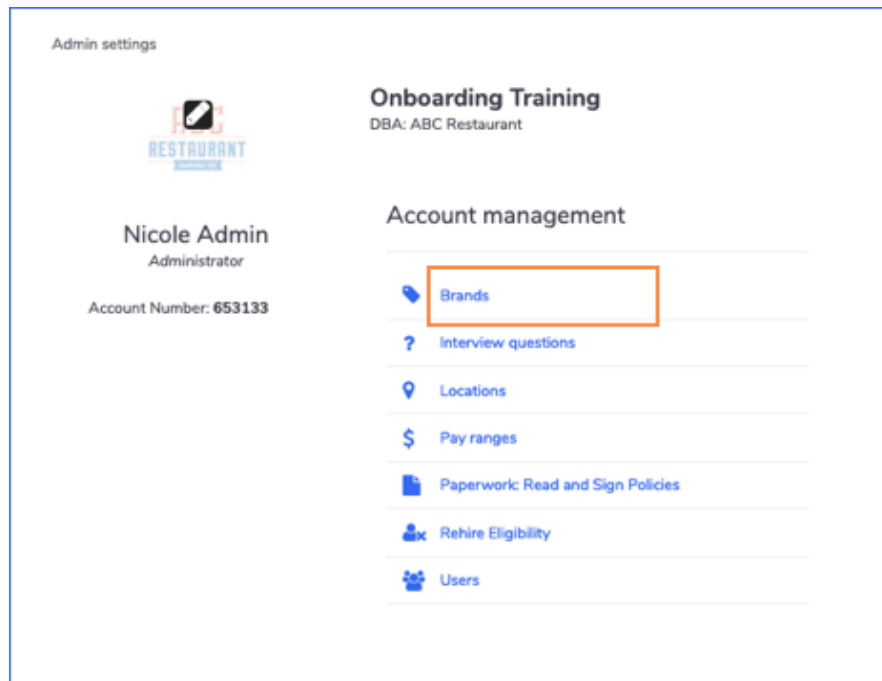 Admin settings
RESTAURANT
Onboarding Training
DBA: ABC Restaurant
Nicole Admin
Administrator
Account Number: 653133
Account management
Brands
? Interview questions
Locations
$ Pay ranges
Paperwork: Read and Sign Policies
Rehire Eligibility
Users